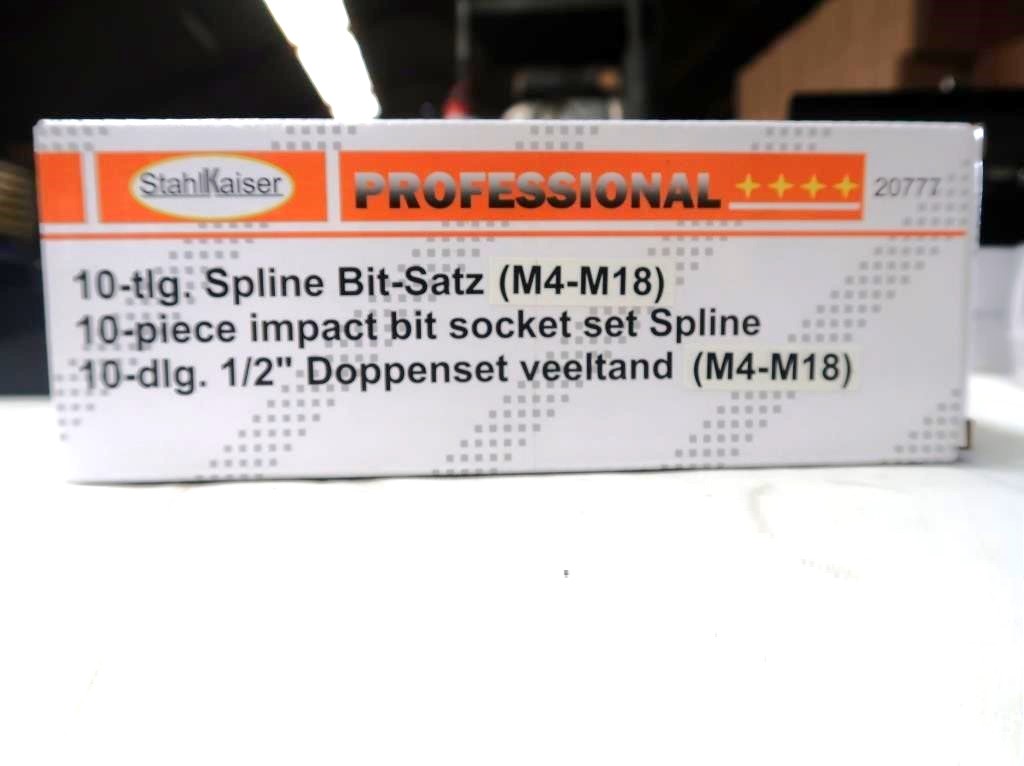 StahlKaiser PROFESSIONAL 20777
10-tlg. Spline Bit-Satz (M4-M18)
10-piece impact bit socket set Spline
10-dlg. 1/2" Doppenset veeltand (M4-M18)